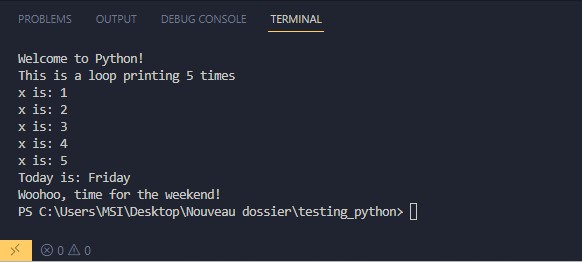 PROBLEMS OUTPUT DEBUG CONSOLE TERMINAL
Welcome to Python!
This is a loop printing 5 times
x is: 1
x is: 2
x is: 3
x is: 4
x is: 5
Today is: Friday
Woohoo, time for the weekend!
PS C:\Users\MSI\Desktop\Nouveau dossier\testing_python>
0 0